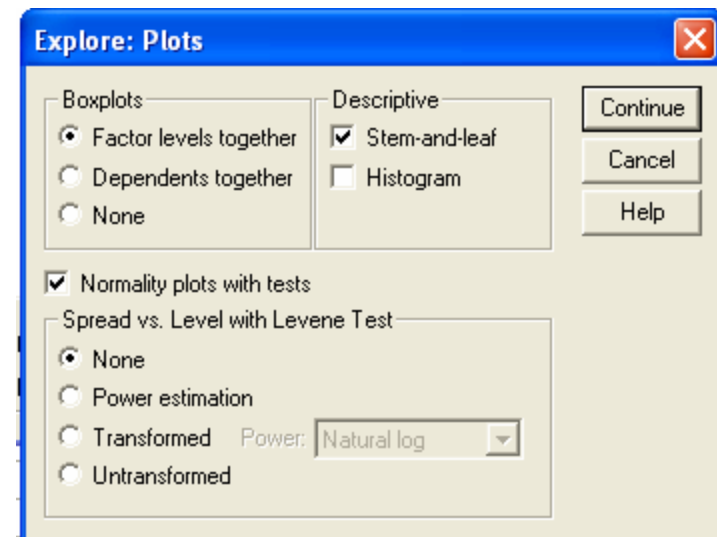 Explore: Plots
Boxplots
Factor levels together
Dependents together
None
Descriptive
Stem-and-leaf
Histogram
Continue
Cancel
Help
Normality plots with tests
Spread vs. Level with Levene Test
None
Power estimation
Transformed Power: Natural log
Untransformed